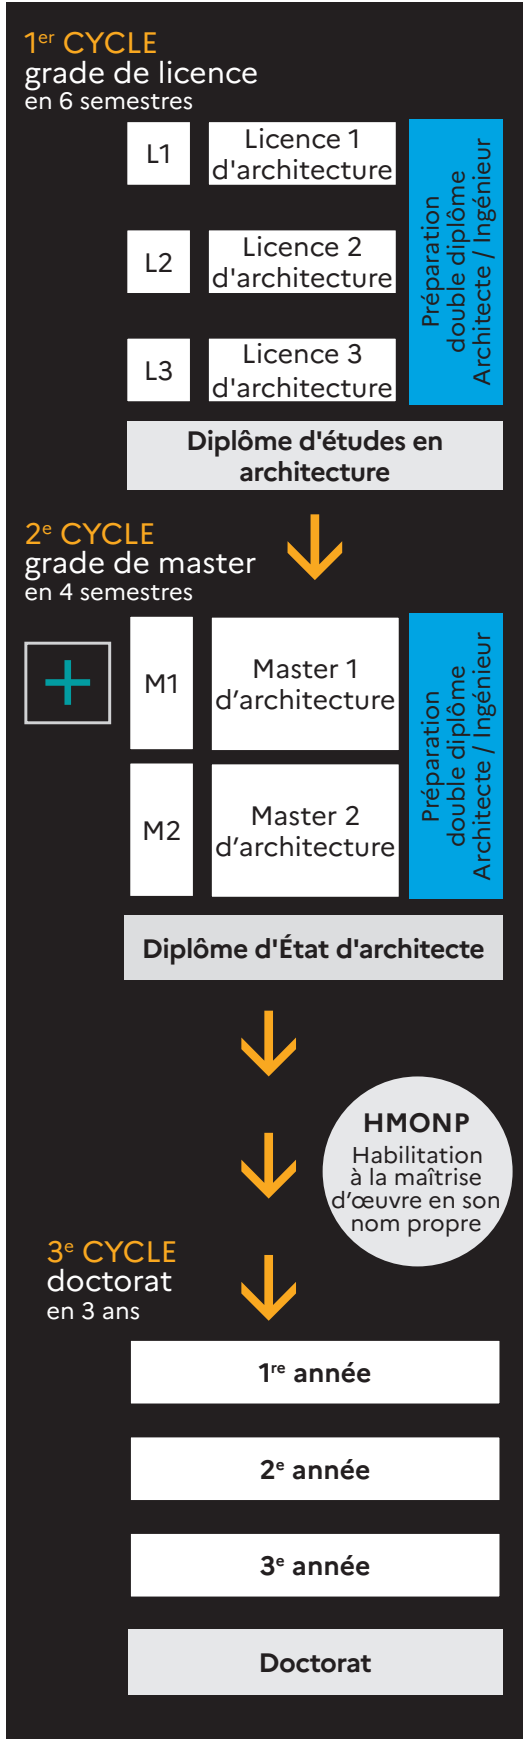 1er CYCLE
grade de licence
en 6 semestres
L1
Licence 1
d'architecture
L2
Licence 2
d'architecture
L3
Licence 3
d'architecture
Préparation
double diplôme
Architecte / Ingénieur
Diplôme d'études en
architecture
2e CYCLE
grade de master
en 4 semestres
M1
Master 1
d’architecture
M2
Master 2
d’architecture
Préparation
double diplôme
Architecte / Ingénieur
Diplôme d'État d'architecte
HMONP
Habilitation
à la maîtrise
d’œuvre en son
nom propre
3e CYCLE
doctorat
en 3 ans
1re année
2e année
3e année
Doctorat